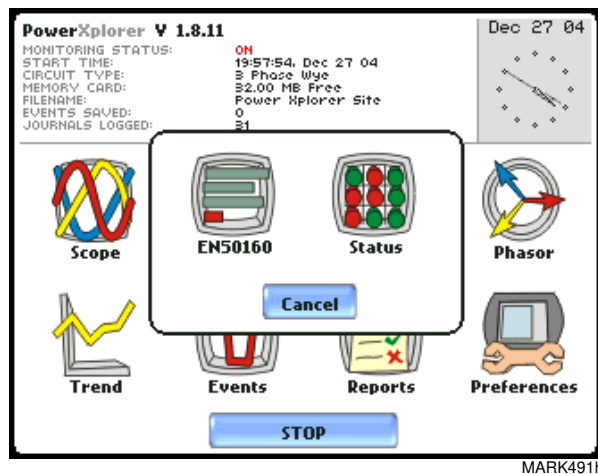 PowerXplorer V 1.8.11
Dec 27 04
MONITORING STATUS: ON
START TIME: 19:57:54, Dec 27 04
CIRCUIT TYPE: 3 Phase Wye
MEMORY CARD: 32.00 MB Free
FILENAME: Power Xplorer Site
EVENTS SAVED: 0
JOURNALS LOGGED: 31
Scope
EN50160
Status
Phasor
Cancel
Trend
Events
Reports
Preferences
STOP